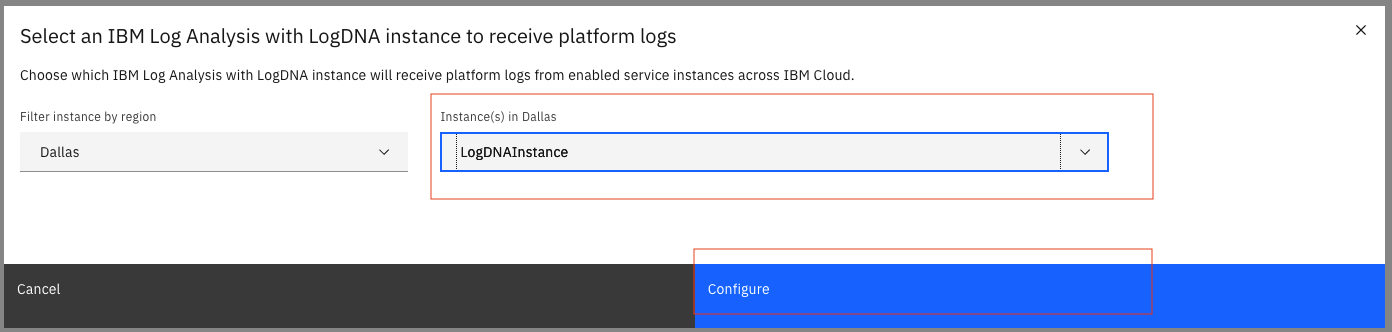 Select an IBM Log Analysis with LogDNA instance to receive platform logs
Choose which IBM Log Analysis with LogDNA instance will receive platform logs from enabled service instances across IBM Cloud.
Filter instance by region
Dallas
Instance(s) in Dallas
LogDNAInstance
Cancel
Configure